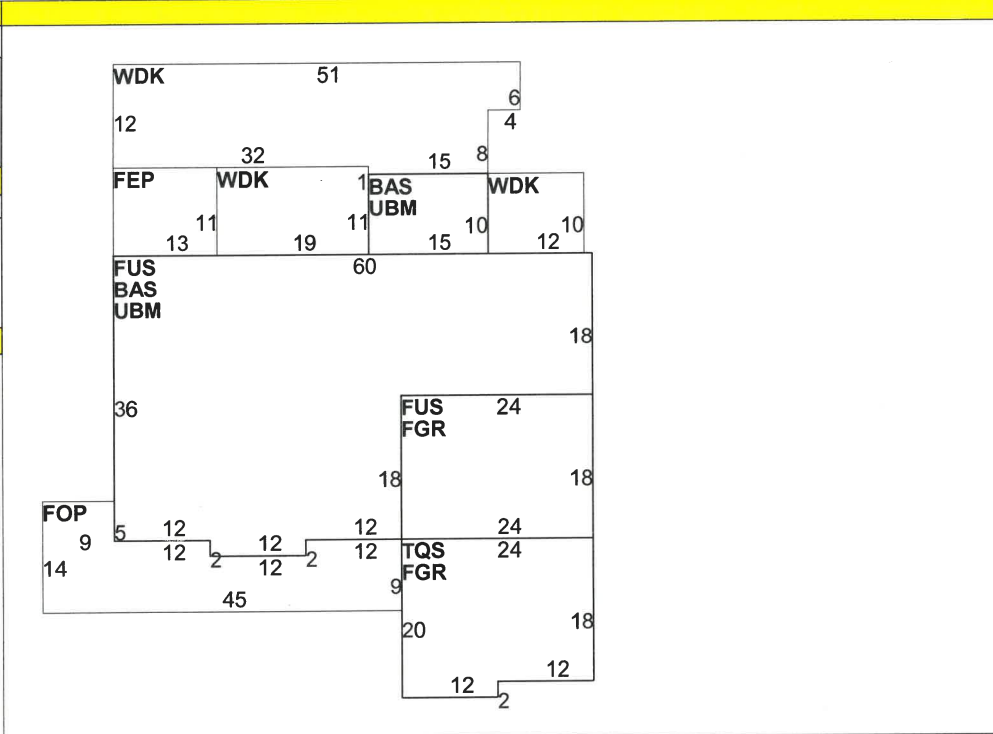 WDK 51
6
12
4
32 15 8
FEP WDK 1 BAS WDK
UBM
11 11 10 10
13 19 15 12
FUS 60
BAS
UBM
18
36
FUS 24
FGR
18 18
FOP
9
5 12 12 12 24
12 2 12 2 12 TQS 24
FGR
14
9
45
20 18
12 12
2